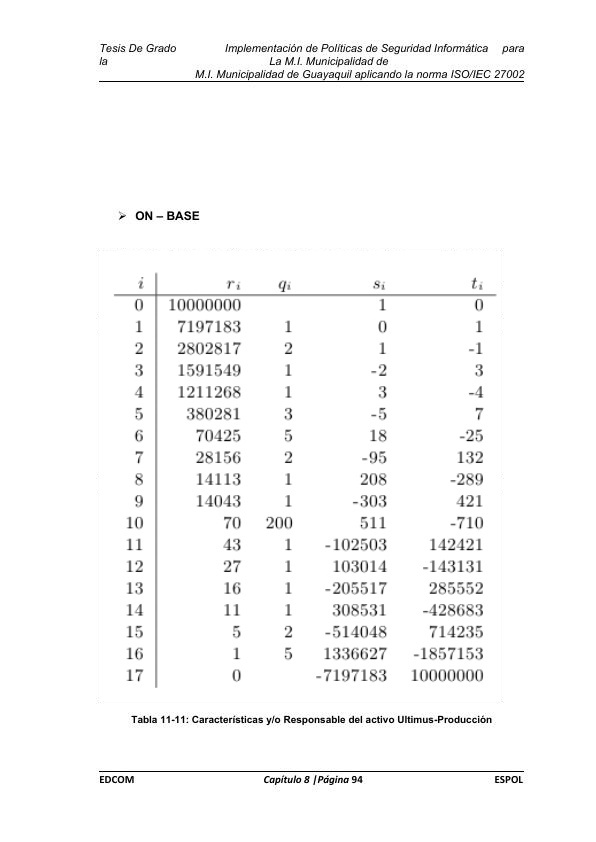 Tesis De Grado Implementación de Políticas de Seguridad Informática para
la La M.I. Municipalidad de
M.I. Municipalidad de Guayaquil aplicando la norma ISO/IEC 27002
➢ ON – BASE
i ri qi si ti
0 10000000 1 0
1 7197183 1 0 1
2 2802817 2 1 -1
3 1591549 1 -2 3
4 1211268 1 3 -4
5 380281 3 -5 7
6 70425 5 18 -25
7 28156 2 -95 132
8 14113 1 208 -289
9 14043 1 -303 421
10 70 200 511 -710
11 43 1 -102503 142421
12 27 1 103014 -143131
13 16 1 -205517 285552
14 11 1 308531 -428683
15 5 2 -514048 714235
16 1 5 1336627 -1857153
17 0 -7197183 10000000
Tabla 11-11: Características y/o Responsable del activo Ultimus-Producción
EDCOM Capítulo 8 |Página 94 ESPOL